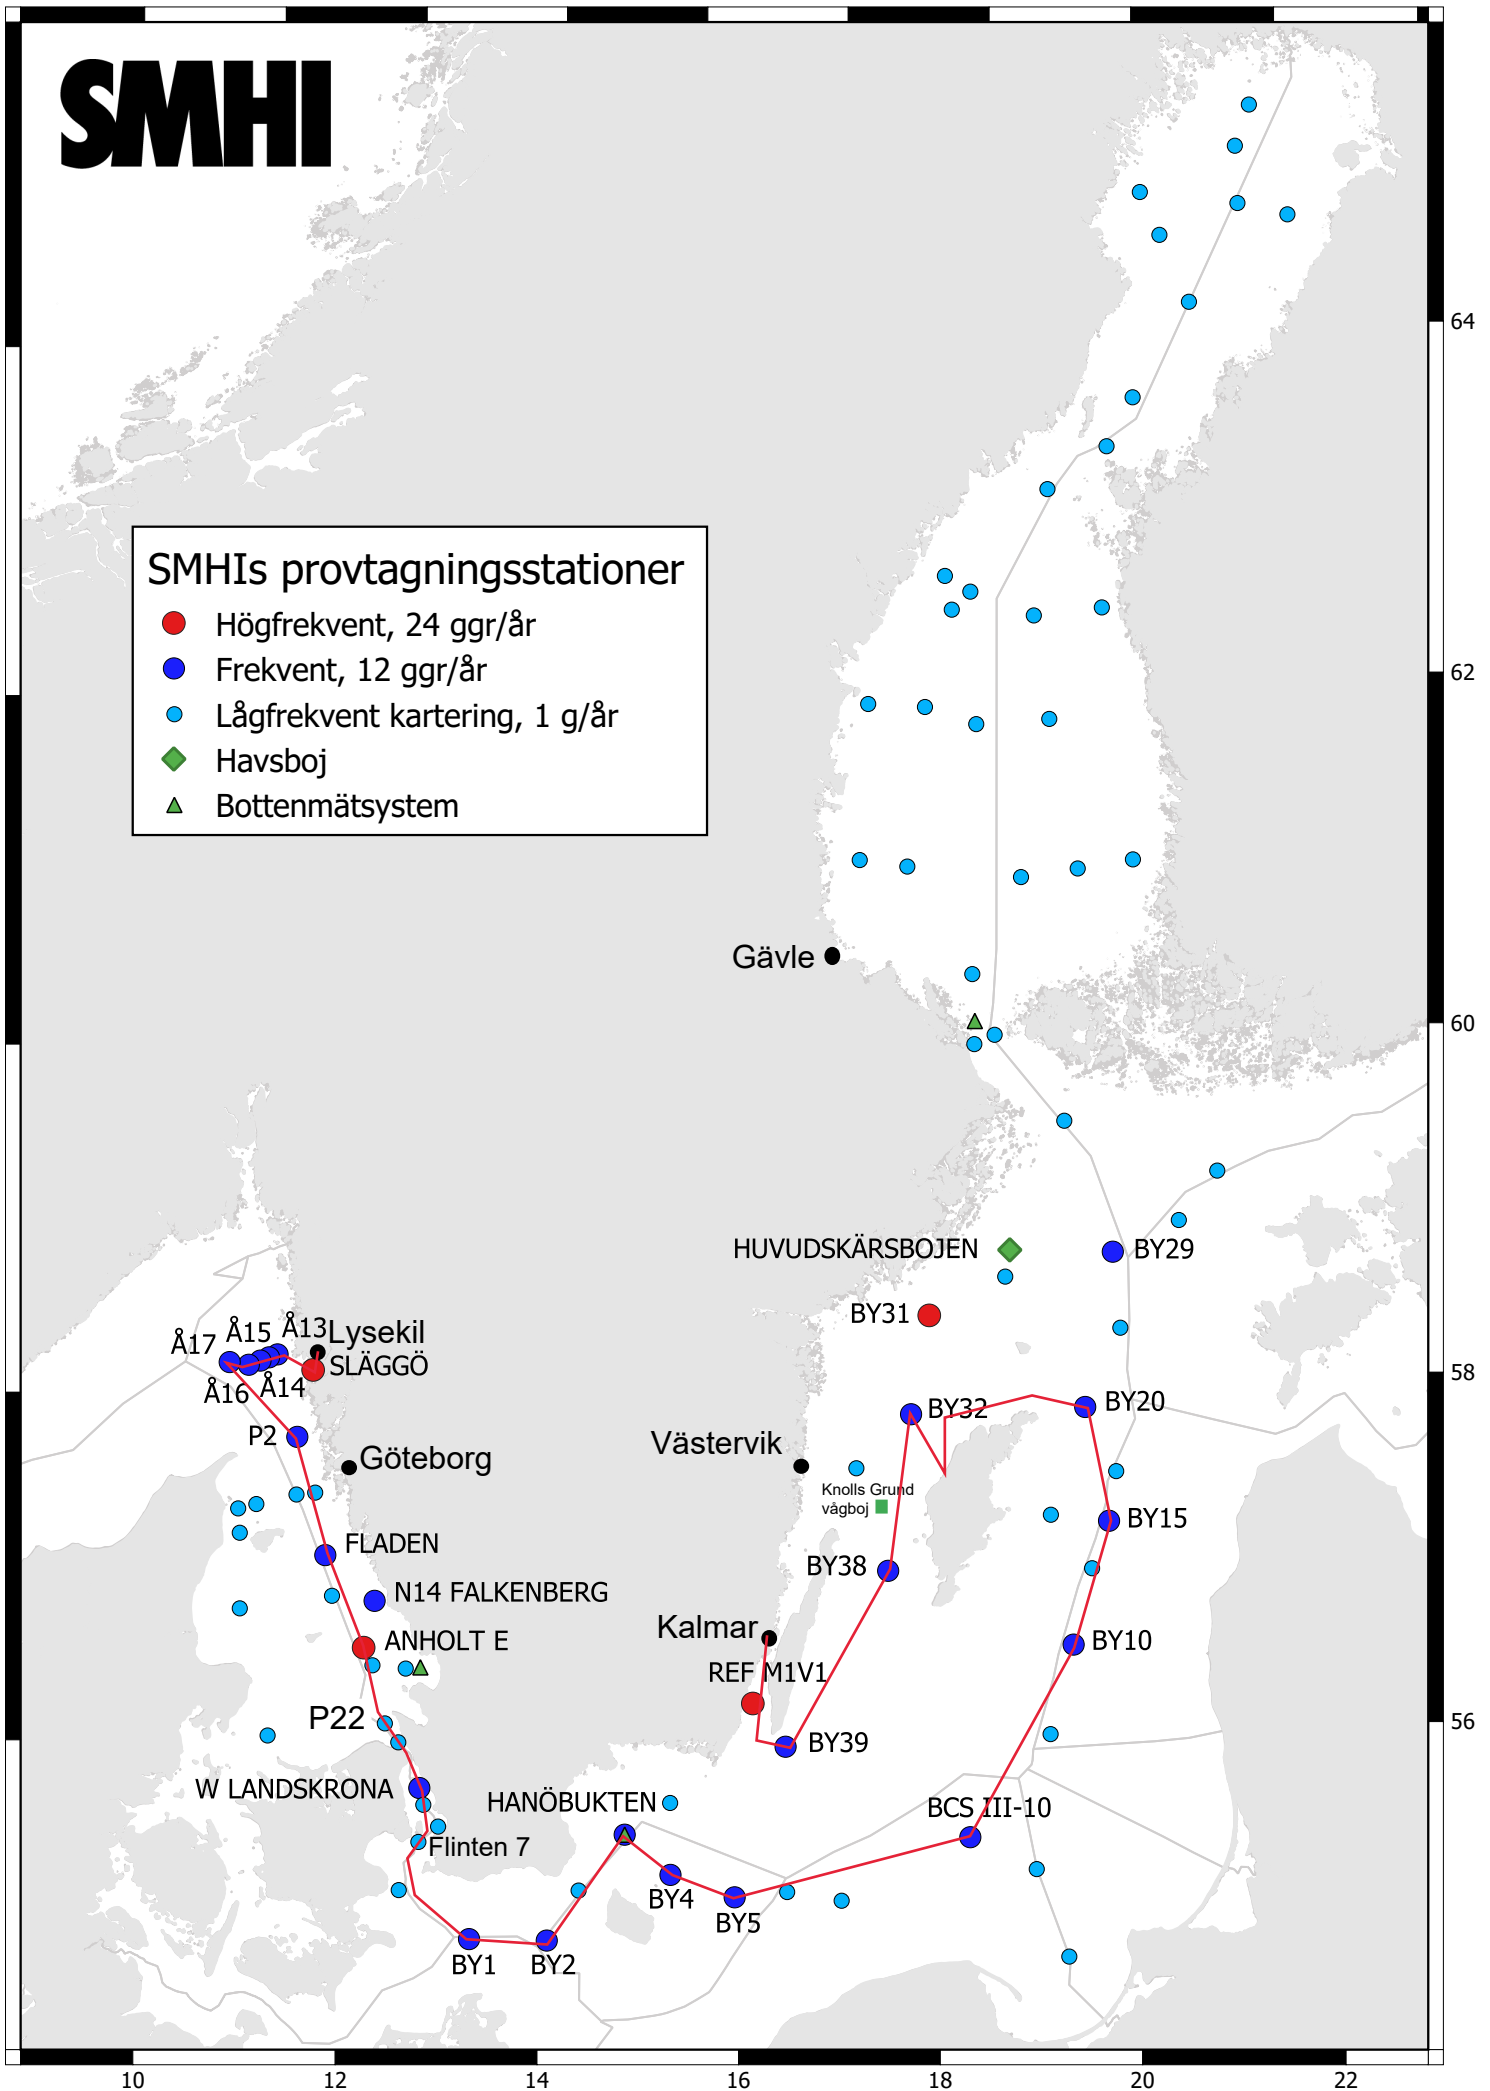 SMHI
64
SMHIs provtagningsstationer
Högfrekvent, 24 ggr/år
Frekvent, 12 ggr/år
Lågfrekvent kartering, 1 g/år
Havsboj
Bottenmätsystem
62
Gävle
60
HUVUDSKÄRSBOJEN
BY29
BY31
Å17
Å15
Å13
Lysekil
SLÄGGÖ
Å16
Å14
58
BY32
BY20
P2
Göteborg
Västervik
Knolls Grund
vågboj
BY15
FLADEN
BY38
N14 FALKENBERG
Kalmar
ANHOLT E
BY10
REF M1V1
P22
56
BY39
W LANDSKRONA
HANÖBUKTEN
BCS III-10
Flinten 7
BY4
BY5
BY1
BY2
10
12
14
16
18
20
22